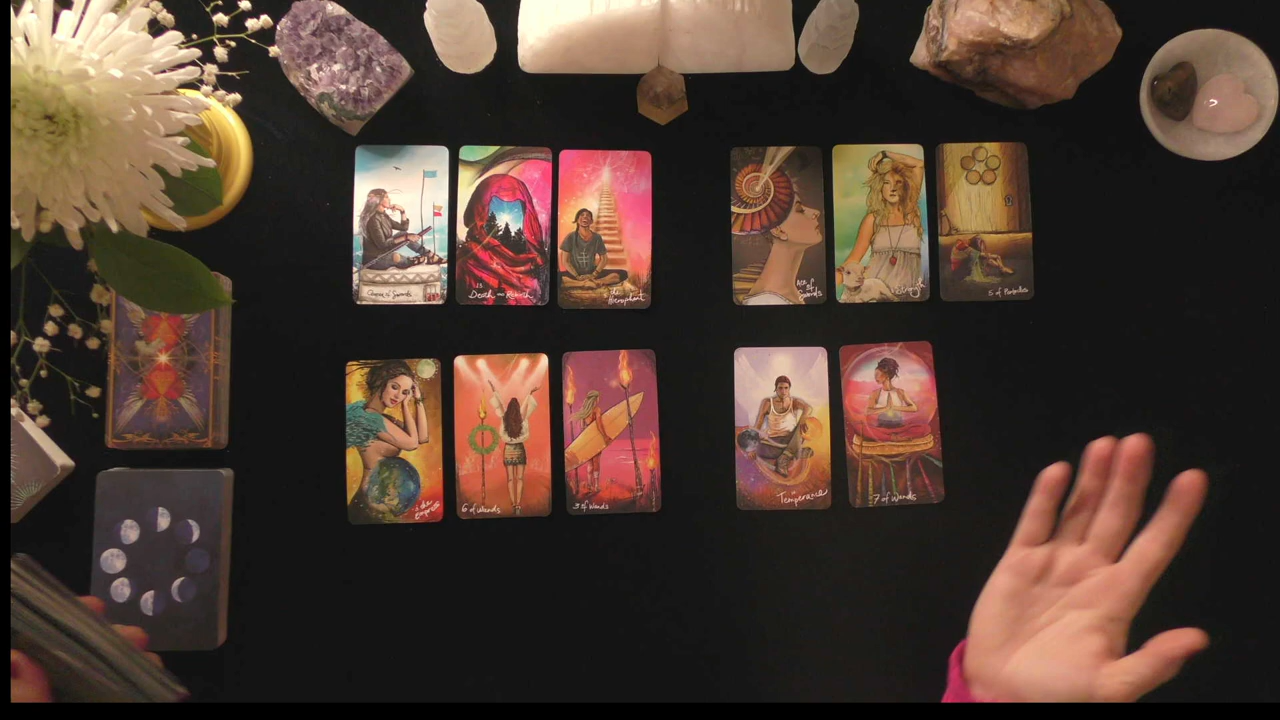 Queen of Swords
13
Death and Rebirth
the
Hierophant
Ace
of
Swords
Strength
5 of Pentacles
the
Empress
6 of Wands
3 of Wands
Temperance
7 of Wands